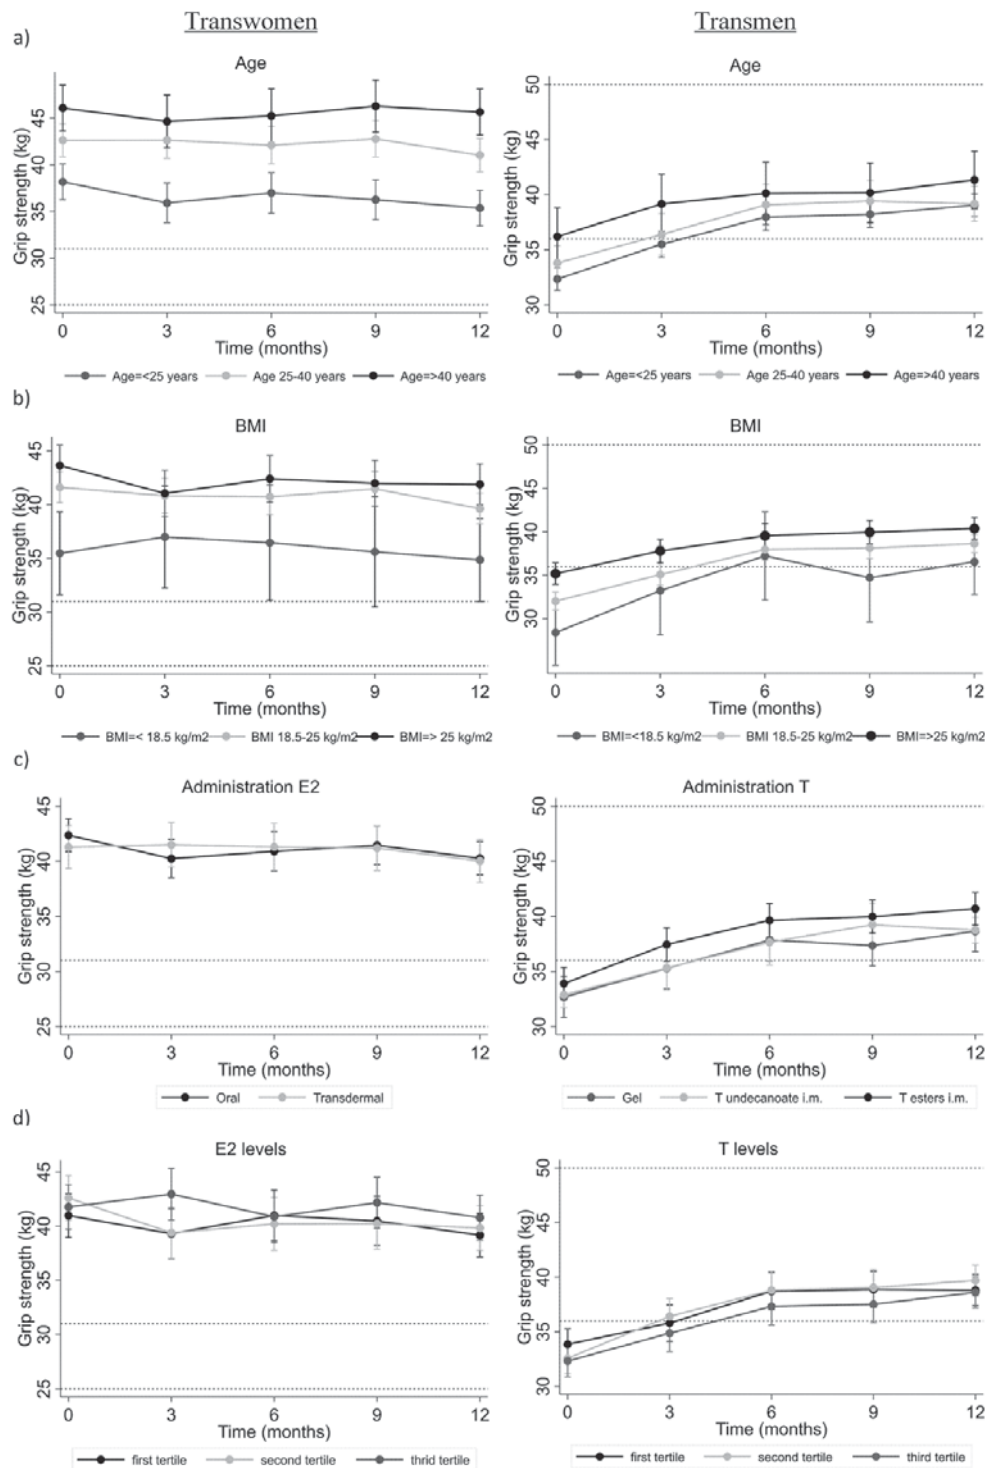 Transwomen Transmen
a)
Age Age
Grip strength (kg) 25 30 35 40 45
0 3 6 9 12
Time (months)
Age=<25 years Age 25-40 years Age=>40 years
Grip strength (kg) 30 35 40 45 50
0 3 6 9 12
Time (months)
Age=<25 years Age 25-40 years Age=>40 years
b)
BMI BMI
Grip strength (kg) 25 30 35 40 45
0 3 6 9 12
Time (months)
BMI=< 18.5 kg/m2 BMI 18.5-25 kg/m2 BMI=> 25 kg/m2
Grip strength (kg) 30 35 40 45 50
0 3 6 9 12
Time (months)
BMI=<18.5 kg/m2 BMI 18.5-25 kg/m2 BMI=>25 kg/m2
c)
Administration E2 Administration T
Grip strength (kg) 25 30 35 40 45
0 3 6 9 12
Time (months)
Oral Transdermal
Grip strength (kg) 30 35 40 45 50
0 3 6 9 12
Time (months)
Gel T undecanoate i.m. T esters i.m.
d)
E2 levels T levels
Grip strength (kg) 25 30 35 40 45
0 3 6 9 12
Time (months)
first tertile second tertile thrid tertile
Grip strength (kg) 30 35 40 45 50
0 3 6 9 12
Time (months)
first tertile second tertile third tertile